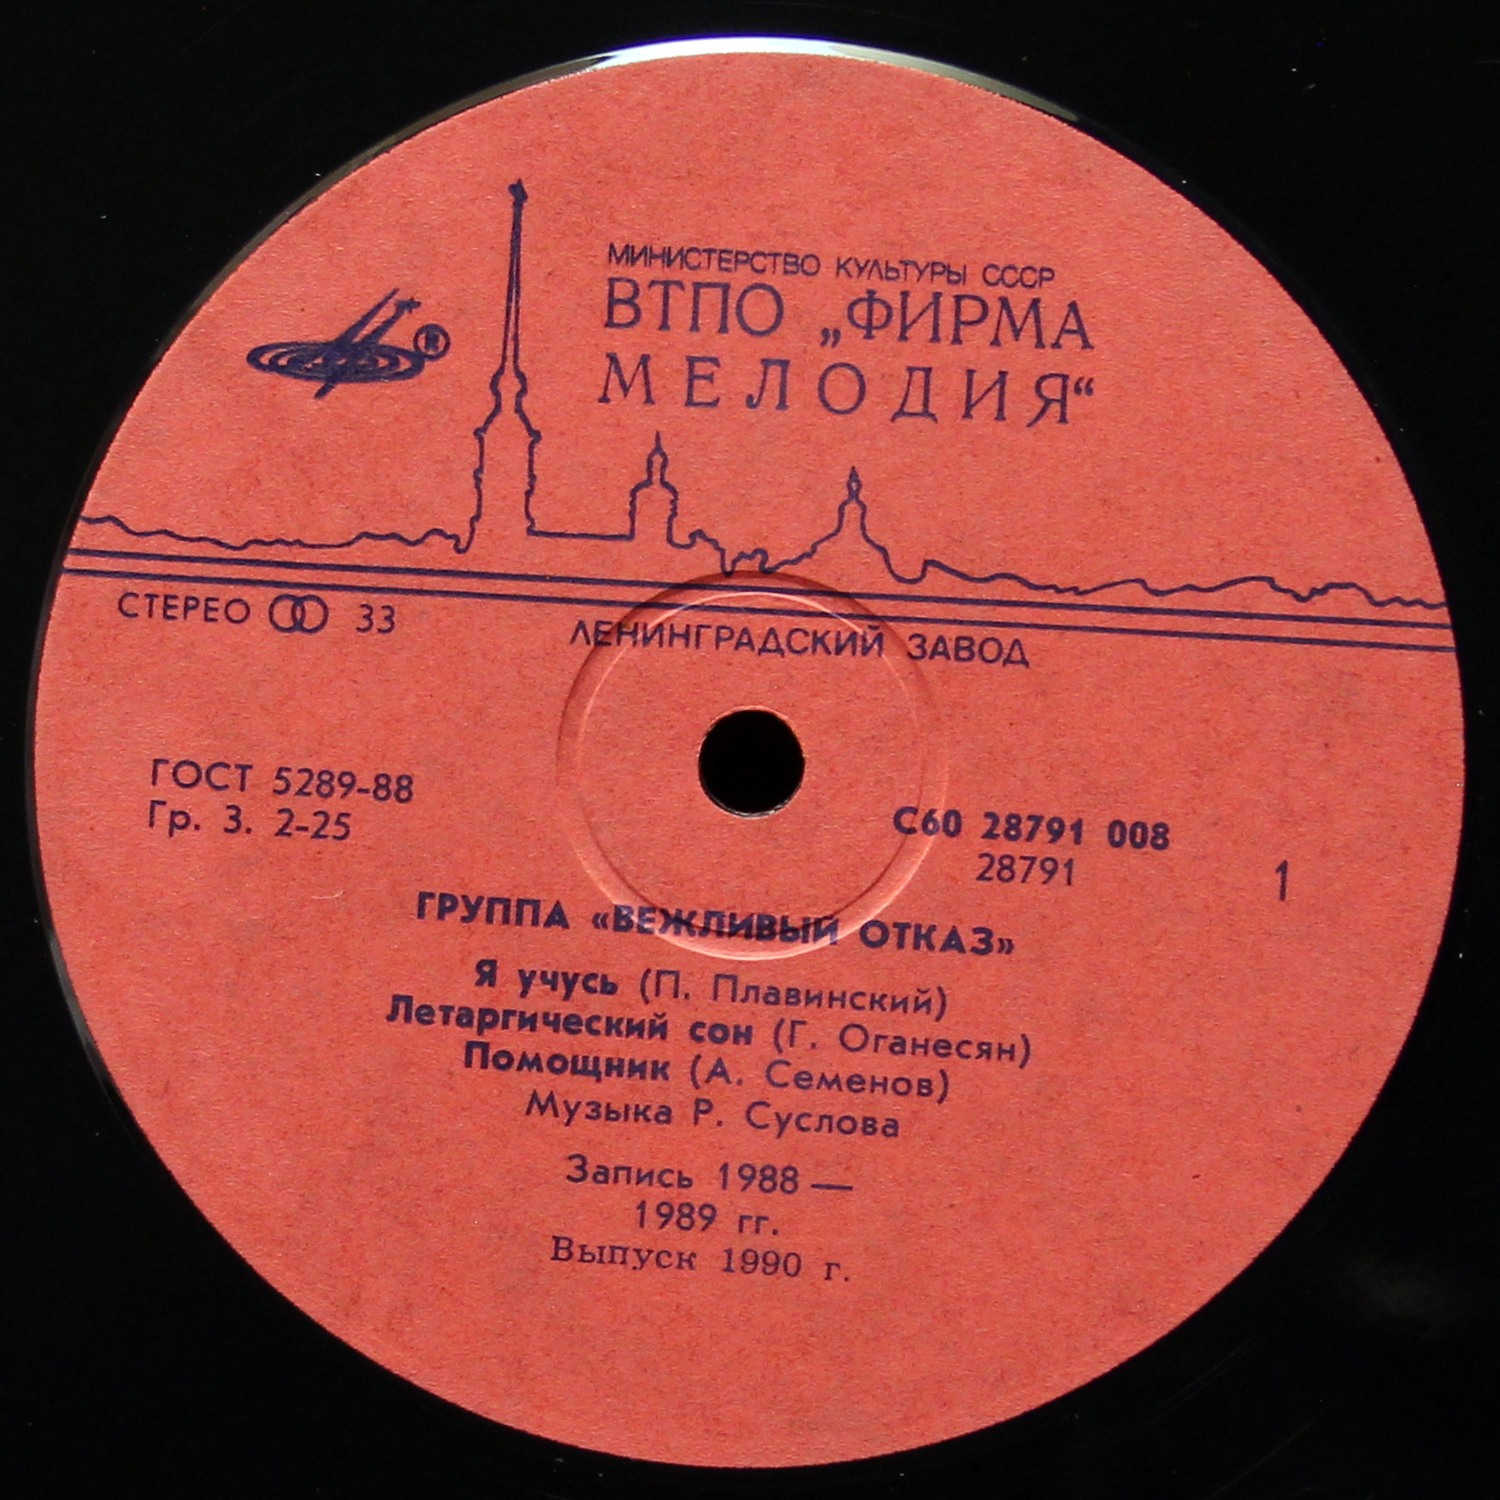 МИНИСТЕРСТВО КУЛЬТУРЫ СССР
ВТПО „ФИРМА
МЕЛОДИЯ“
®
СТЕРЕО 33
ЛЕНИНГРАДСКИЙ ЗАВОД
ГОСТ 5289-88
Гр. 3. 2-25
С60 28791 008
28791
1
ГРУППА «ВЕЖЛИВЫЙ ОТКАЗ»
Я учусь (П. Плавинский)
Летаргический сон (Г. Оганесян)
Помощник (А. Семенов)
Музыка Р. Суслова
Запись 1988 —
1989 гг.
Выпуск 1990 г.